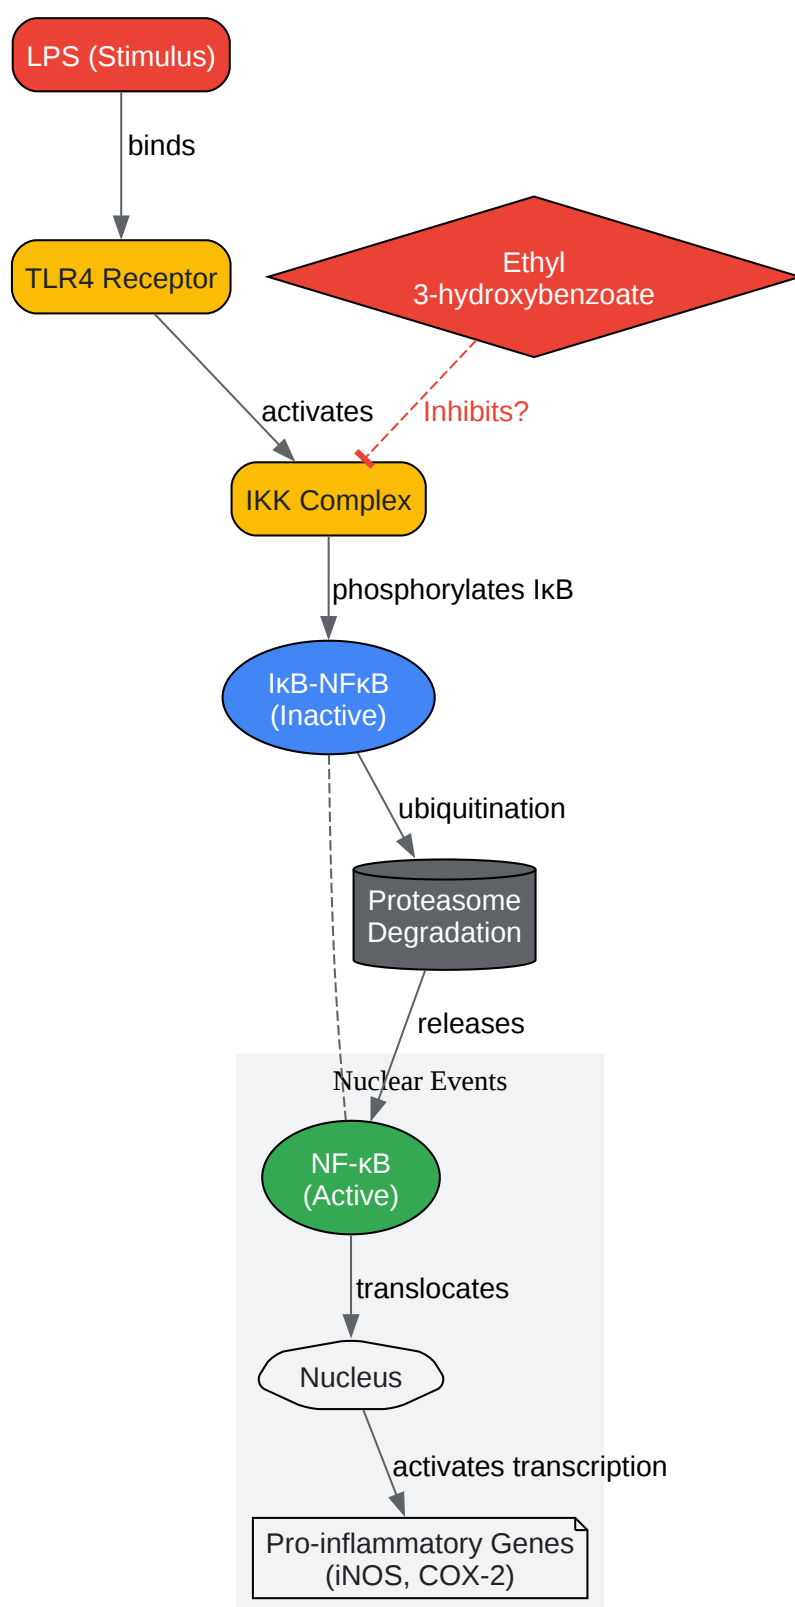 LPS (Stimulus)
binds
TLR4 Receptor
Ethyl
3-hydroxybenzoate
activates
Inhibits?
IKK Complex
phosphorylates IκB
IκB-NFκB
(Inactive)
ubiquitination
Proteasome
Degradation
releases
Nuclear Events
NF-κB
(Active)
translocates
Nucleus
activates transcription
Pro-inflammatory Genes
(iNOS, COX-2)